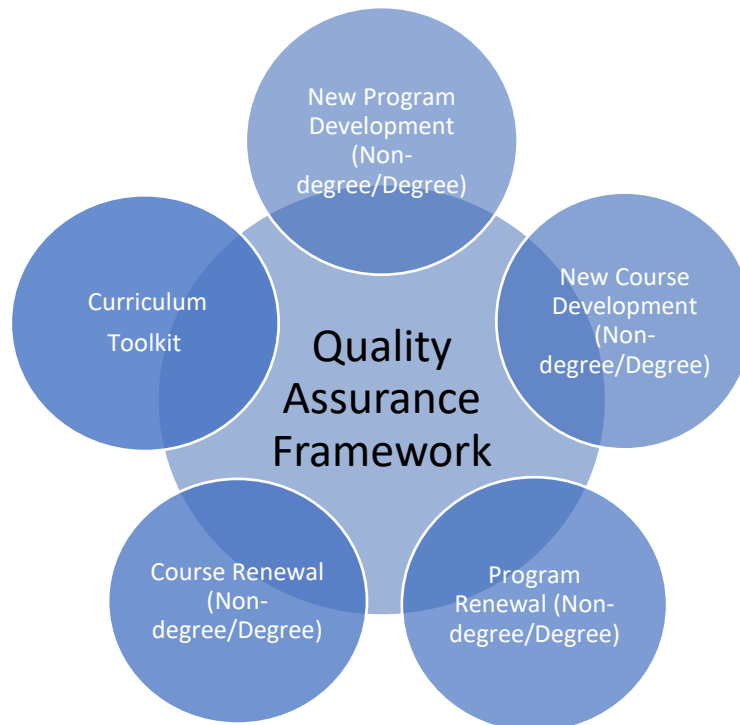 New Program
Development
(Non-
degree/Degree)
New Course
Development
(Non-
degree/Degree)
Curriculum
Toolkit
Quality
Assurance
Framework
Course Renewal
(Non-
degree/Degree)
Program
Renewal (Non-
degree/Degree)